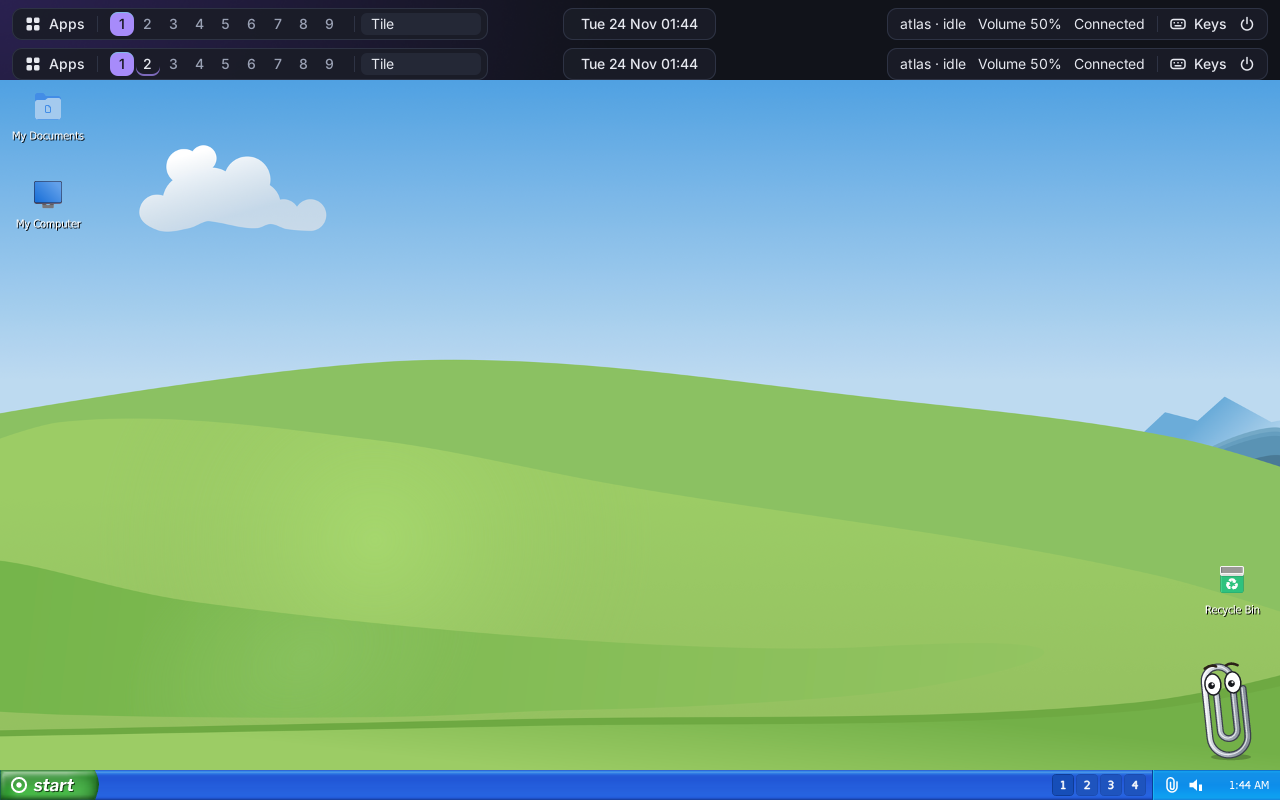 Apps 1 2 3 4 5 6 7 8 9 Tile Tue 24 Nov 01:44 atlas · idle Volume 50% Connected Keys
Apps 1 2 3 4 5 6 7 8 9 Tile Tue 24 Nov 01:44 atlas · idle Volume 50% Connected Keys
My Documents
My Computer
Recycle Bin
start 1 2 3 4 1:44 AM